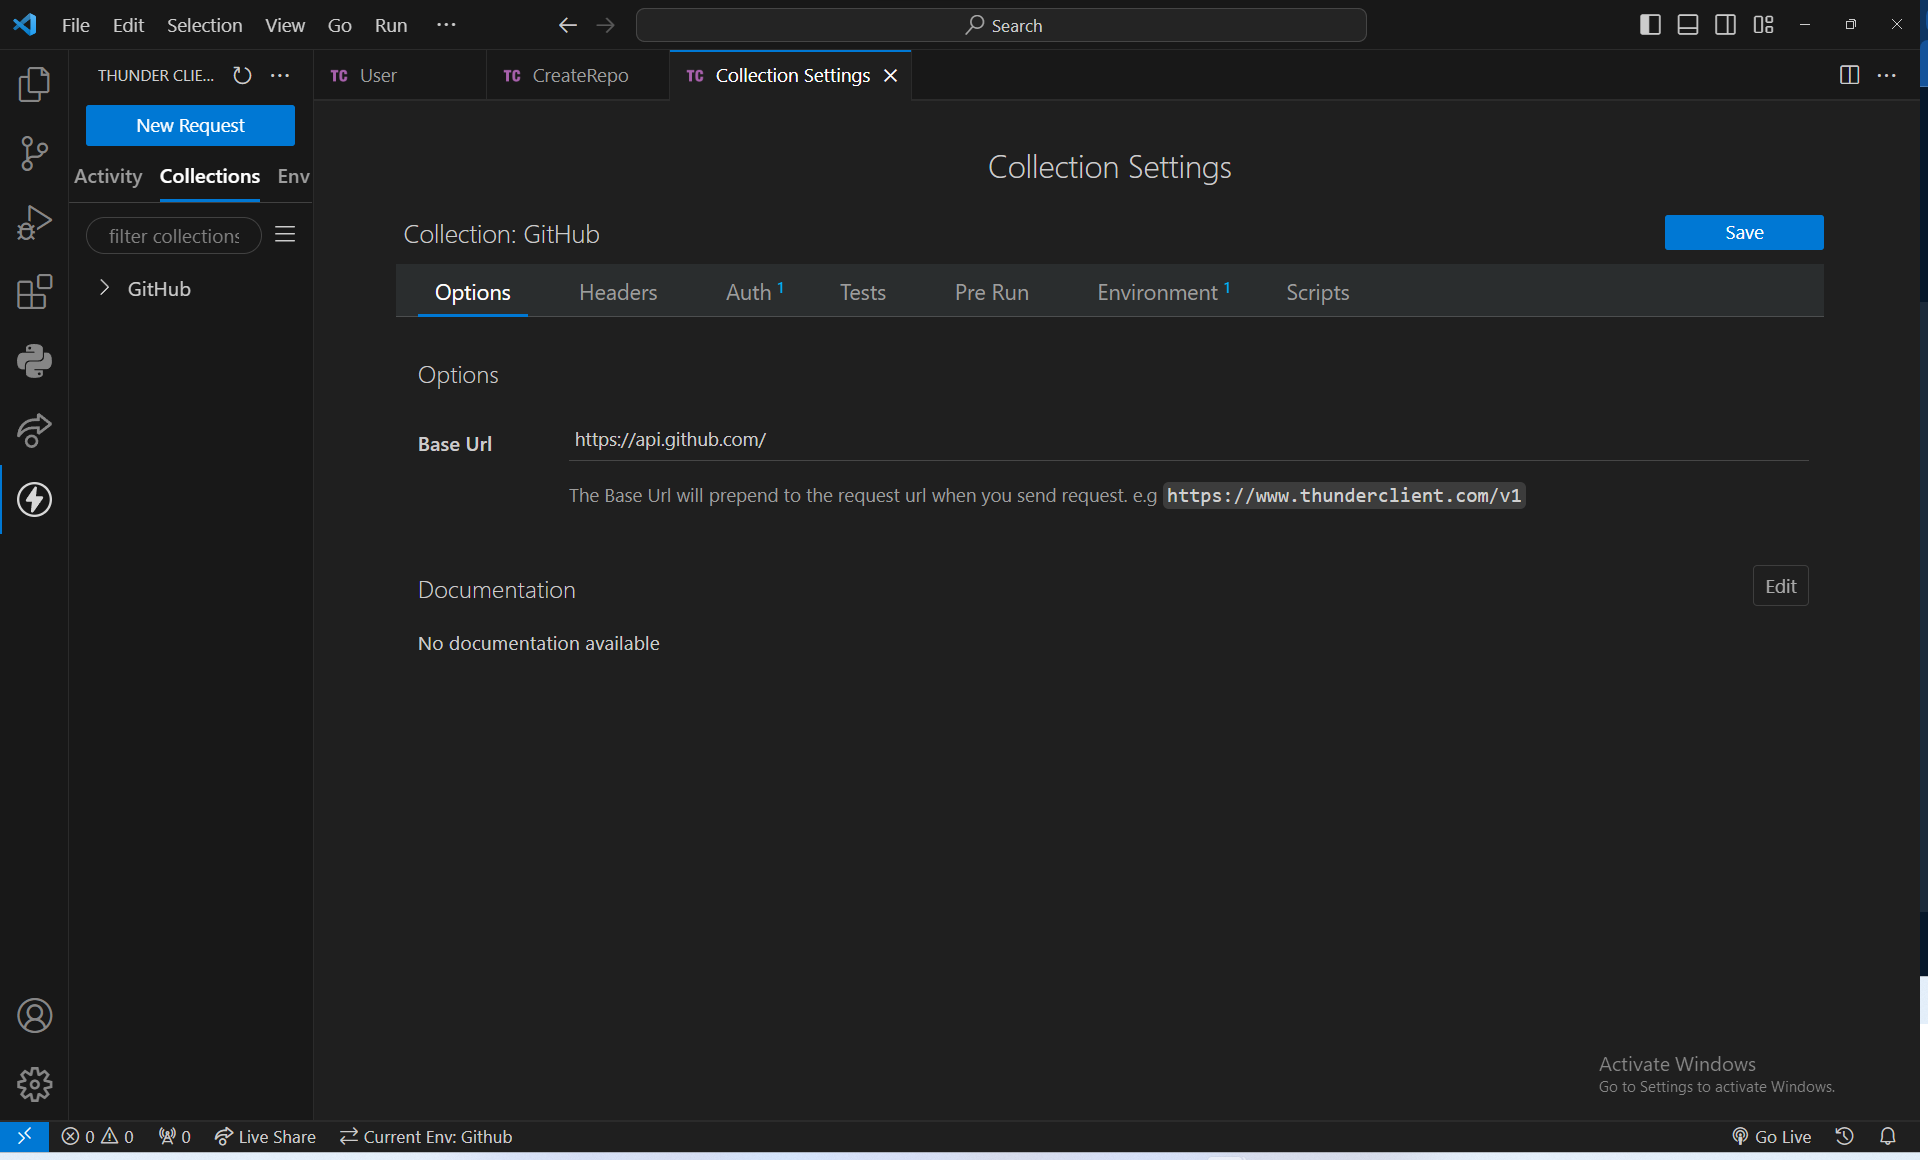 File Edit Selection View Go Run ···
Search
THUNDER CLIE... ···
TC User
TC CreateRepo
TC Collection Settings
New Request
Activity Collections Env
filter collections
GitHub
Collection Settings
Collection: GitHub
Save
Options Headers Auth 1 Tests Pre Run Environment 1 Scripts
Options
Base Url https://api.github.com/
The Base Url will prepend to the request url when you send request. e.g https://www.thunderclient.com/v1
Documentation
Edit
No documentation available
Activate Windows
Go to Settings to activate Windows.
0 0 0 Live Share Current Env: Github Go Live